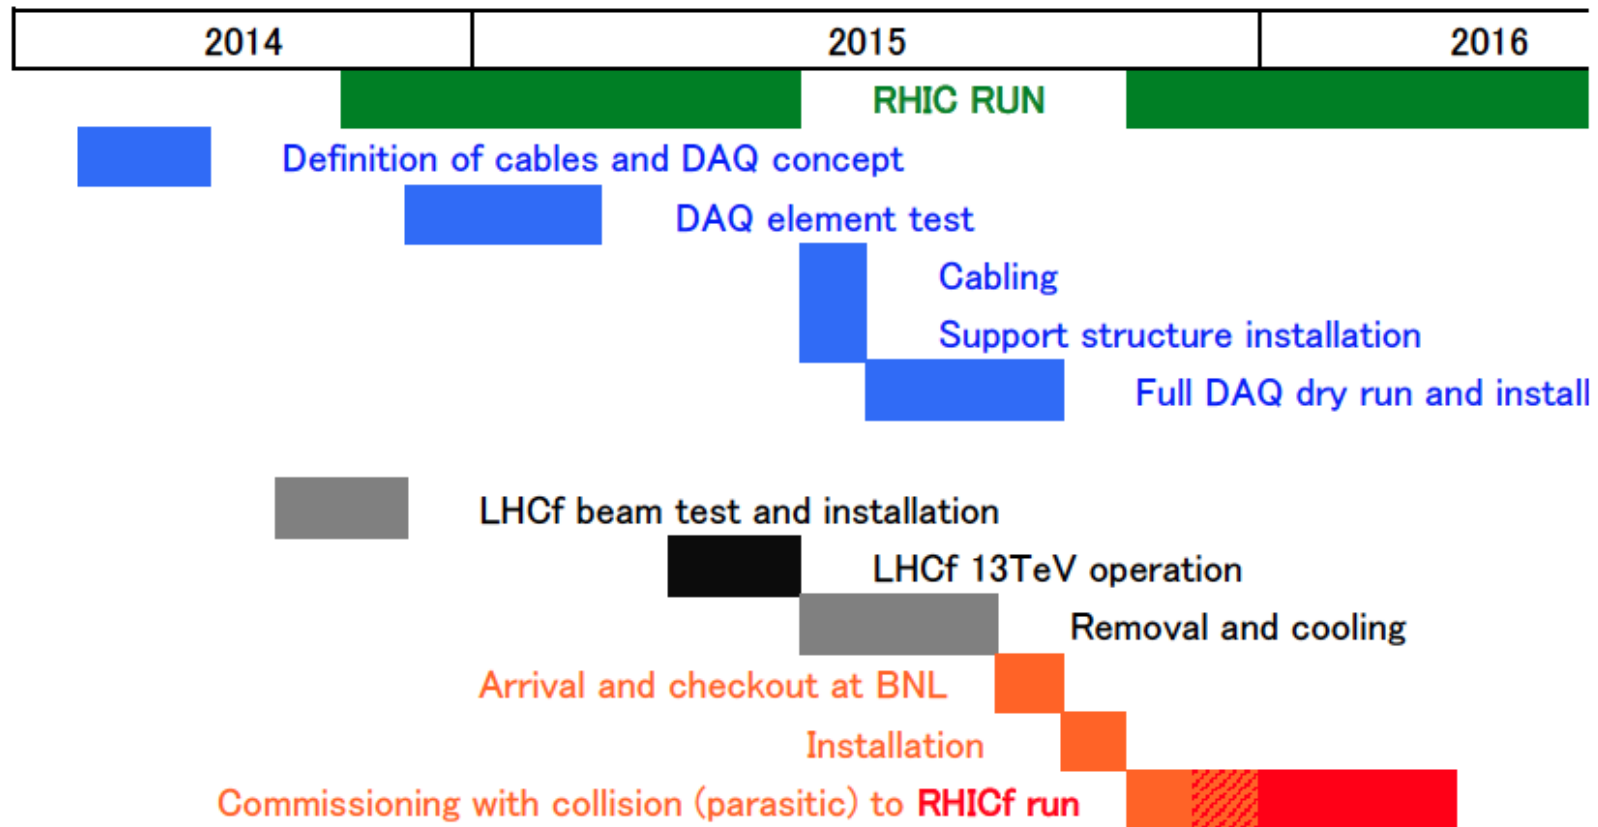 2014 2015 2016
RHIC RUN
Definition of cables and DAQ concept
DAQ element test
Cabling
Support structure installation
Full DAQ dry run and install
LHCf beam test and installation
LHCf 13TeV operation
Removal and cooling
Arrival and checkout at BNL
Installation
Commissioning with collision (parasitic) to RHICf run